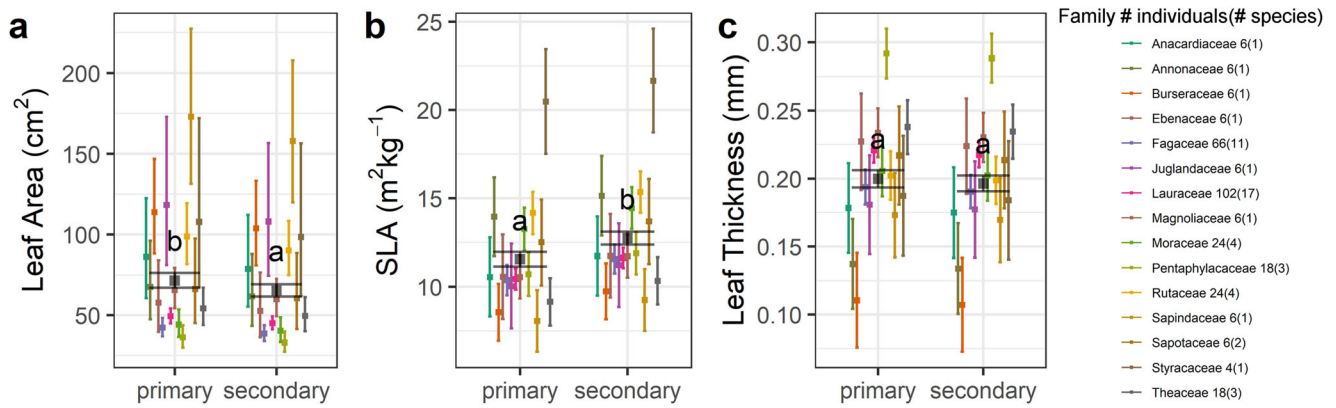 a
Leaf Area (cm²)
200
150
100
50
b
a
primary
secondary
b
SLA (m²kg⁻¹)
25
20
15
10
a
b
primary
secondary
c
Leaf Thickness (mm)
0.30
0.25
0.20
0.15
0.10
a
a
primary
secondary
Family # individuals(# species)
Anacardiaceae 6(1)
Annonaceae 6(1)
Burseraceae 6(1)
Ebenaceae 6(1)
Fagaceae 66(11)
Juglandaceae 6(1)
Lauraceae 102(17)
Magnoliaceae 6(1)
Moraceae 24(4)
Pentaphylacaceae 18(3)
Rutaceae 24(4)
Sapindaceae 6(1)
Sapotaceae 6(2)
Styracaceae 4(1)
Theaceae 18(3)